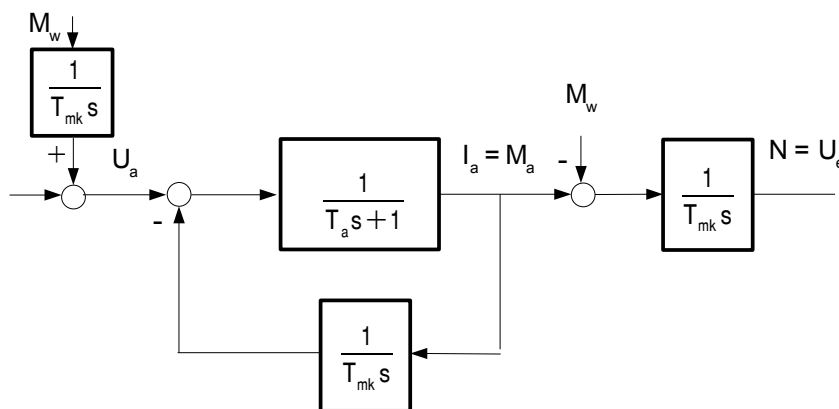 M_w
1
T_mk s
+
U_a
-
1
T_a s+1
I_a = M_a
M_w
-
1
T_mk s
N = U_e
1
T_mk s